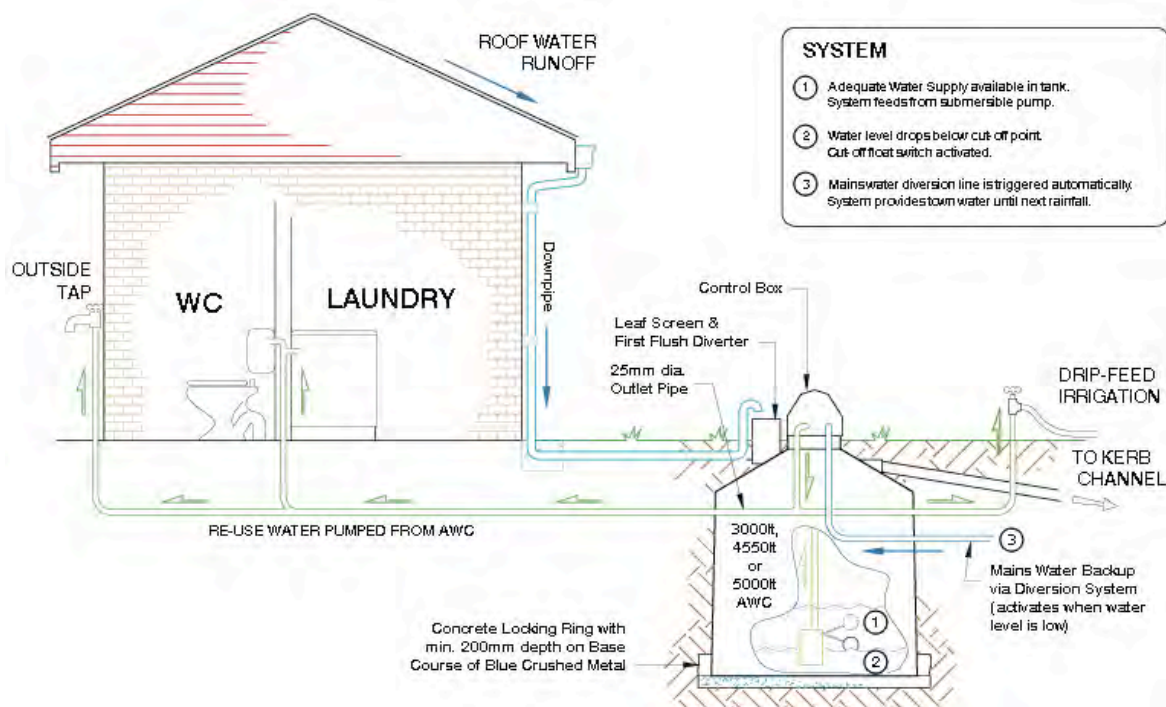 ROOF WATER
RUNOFF
SYSTEM
1 Adequate Water Supply available in tank.
System feeds from submersible pump.
2 Water level drops below cut-off point.
Cut-off float switch activated.
3 Mains water diversion line is triggered automatically.
System provides town water until next rainfall.
OUTSIDE
TAP
WC
LAUNDRY
Downpipe
Control Box
Leaf Screen &
First Flush Diverter
25mm dia.
Outlet Pipe
DRIP-FEED
IRRIGATION
TO KERB
CHANNEL
RE-USE WATER PUMPED FROM AWC
3000lt,
4550lt
or
5000lt
AWC
3
Mains Water Backup
via Diversion System
(activates when water
level is low)
1
2
Concrete Locking Ring with
min. 200mm depth on Base
Course of Blue Crushed Metal